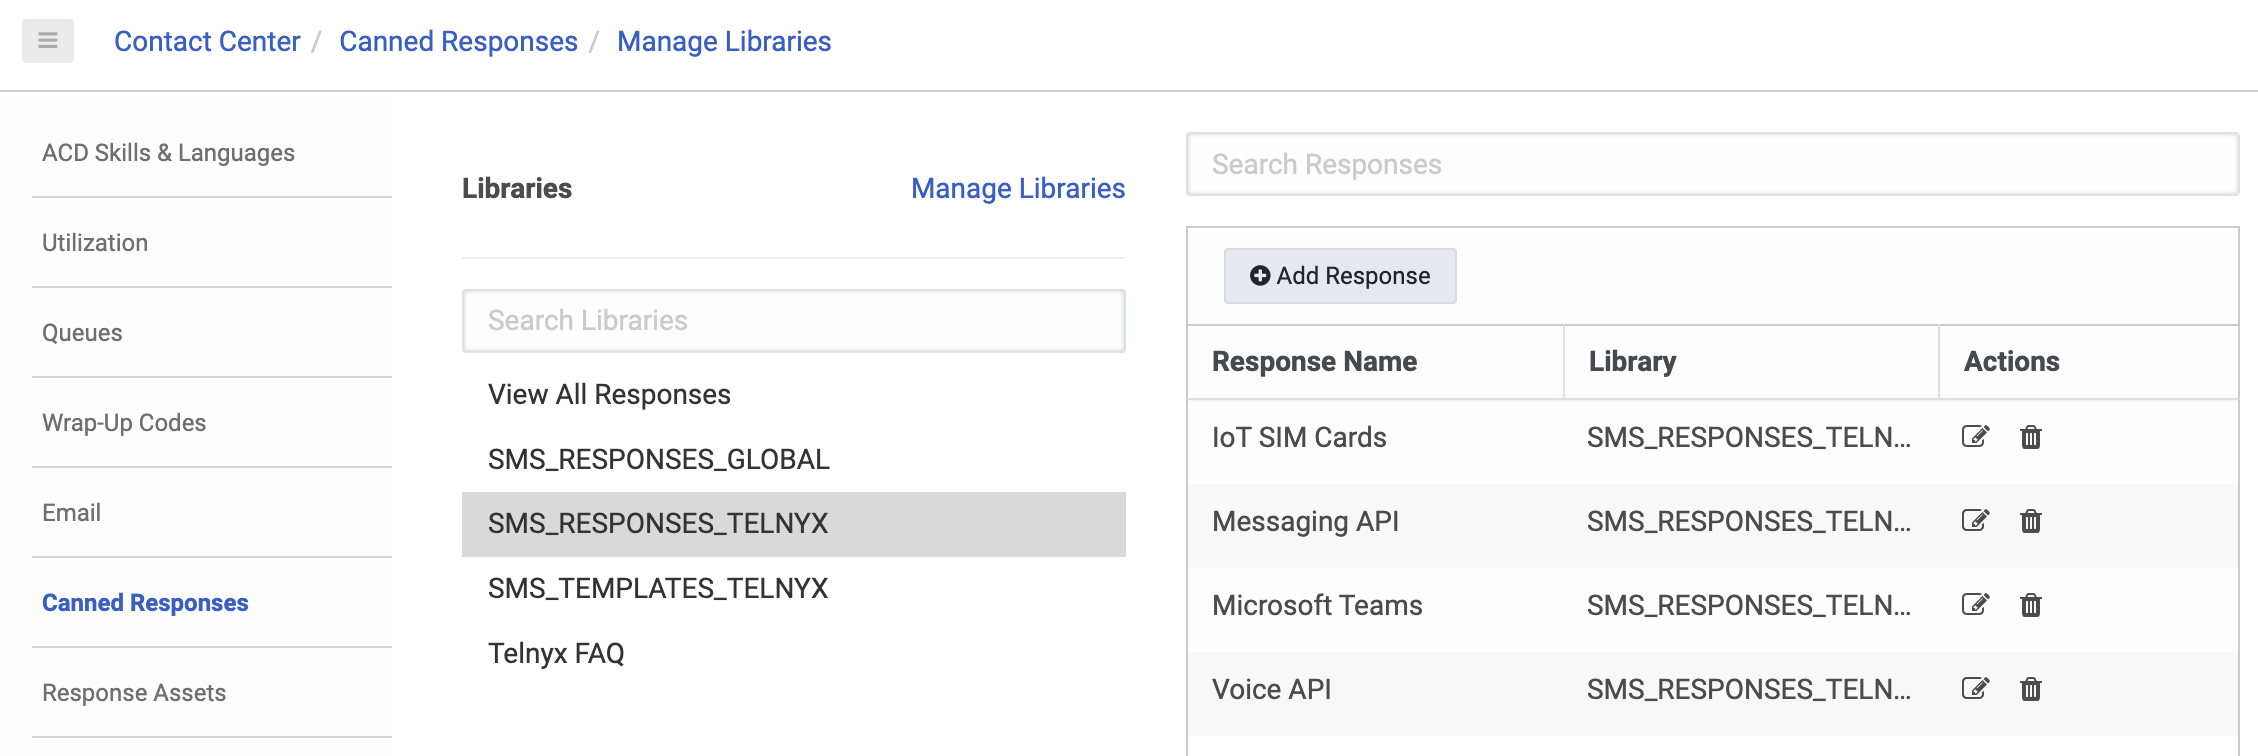 Contact Center / Canned Responses / Manage Libraries
ACD Skills & Languages
Utilization
Queues
Wrap-Up Codes
Email
Canned Responses
Response Assets
Libraries Manage Libraries
Search Libraries
View All Responses
SMS_RESPONSES_GLOBAL
SMS_RESPONSES_TELNYX
SMS_TEMPLATES_TELNYX
Telnyx FAQ
Search Responses
Add Response
Response Name Library Actions
IoT SIM Cards SMS_RESPONSES_TELN...
Messaging API SMS_RESPONSES_TELN...
Microsoft Teams SMS_RESPONSES_TELN...
Voice API SMS_RESPONSES_TELN...